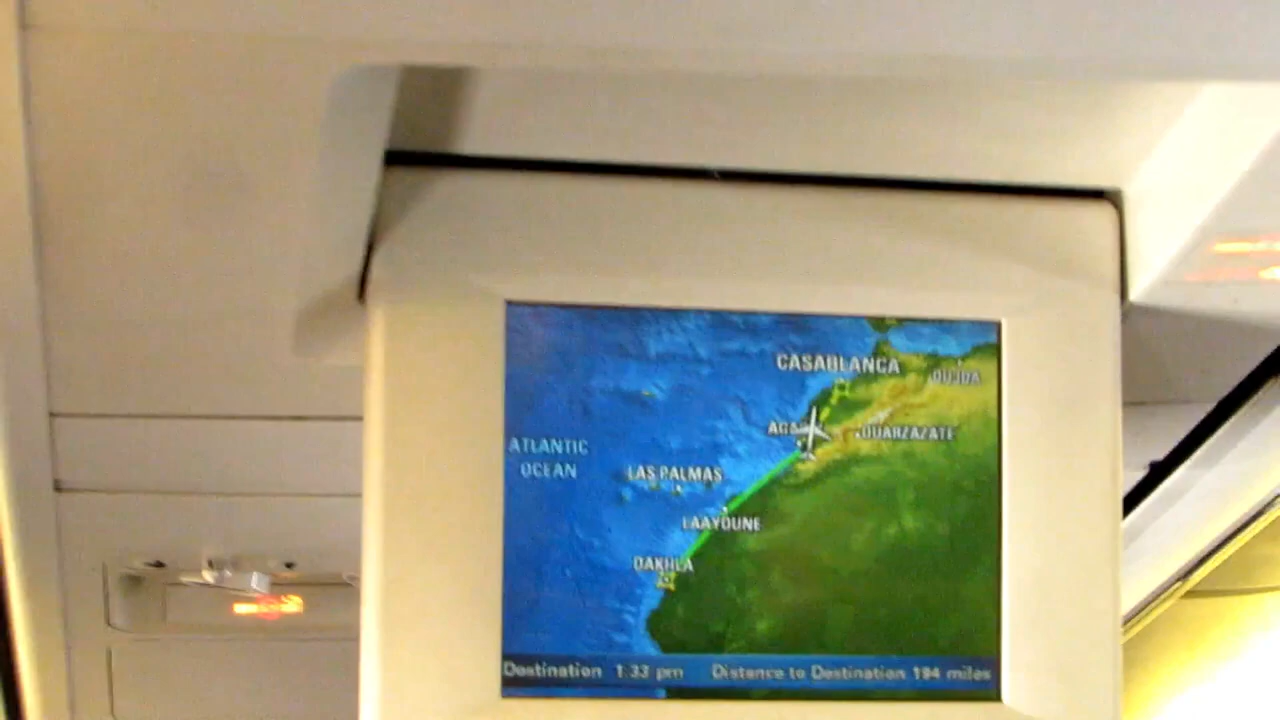 CASABLANCA
OUJDA
OUARZAZATE
ATLANTIC
OCEAN
LAS PALMAS
LAAYOUNE
DAKHLA
Destination 1:33 pm Distance to Destination 194 miles